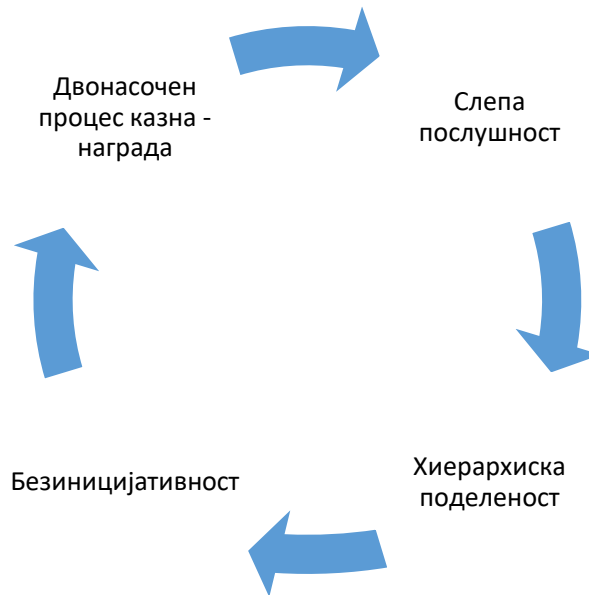 Двонасочен
процес казна -
награда
Слепа
послушност
Хиерархиска
поделеност
Безиницијативност